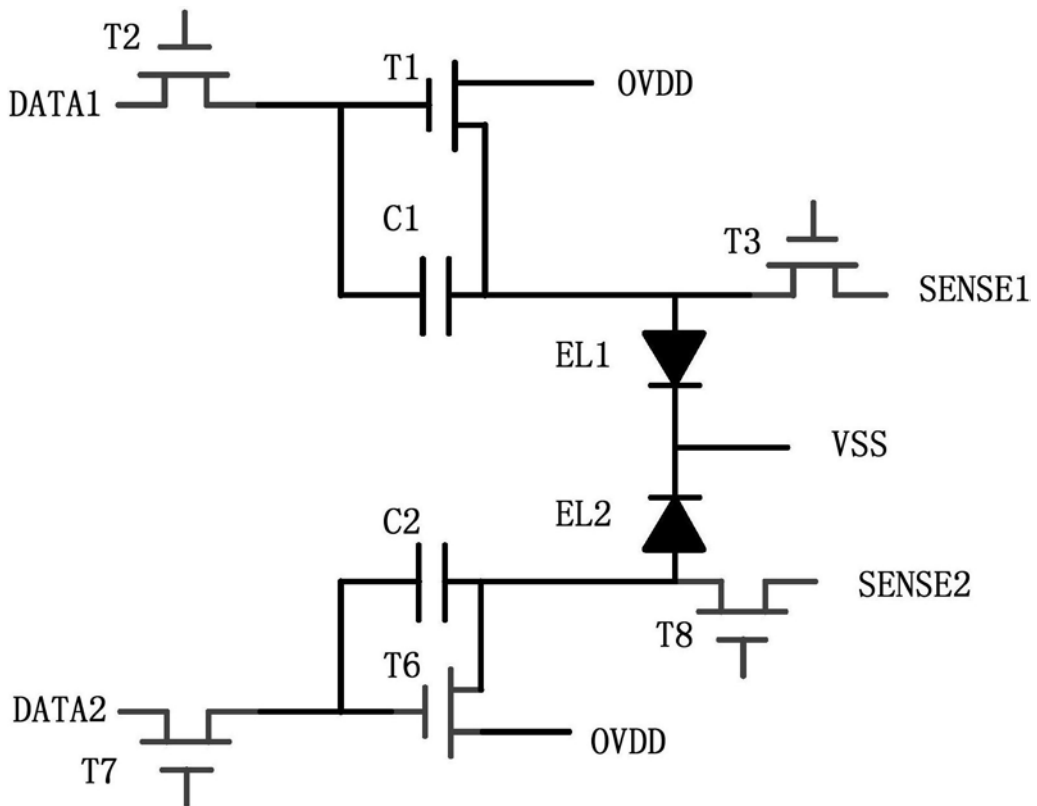 T2
T1
OVDD
DATA1
C1
T3
SENSE1
EL1
VSS
EL2
C2
SENSE2
T8
T6
DATA2
OVDD
T7